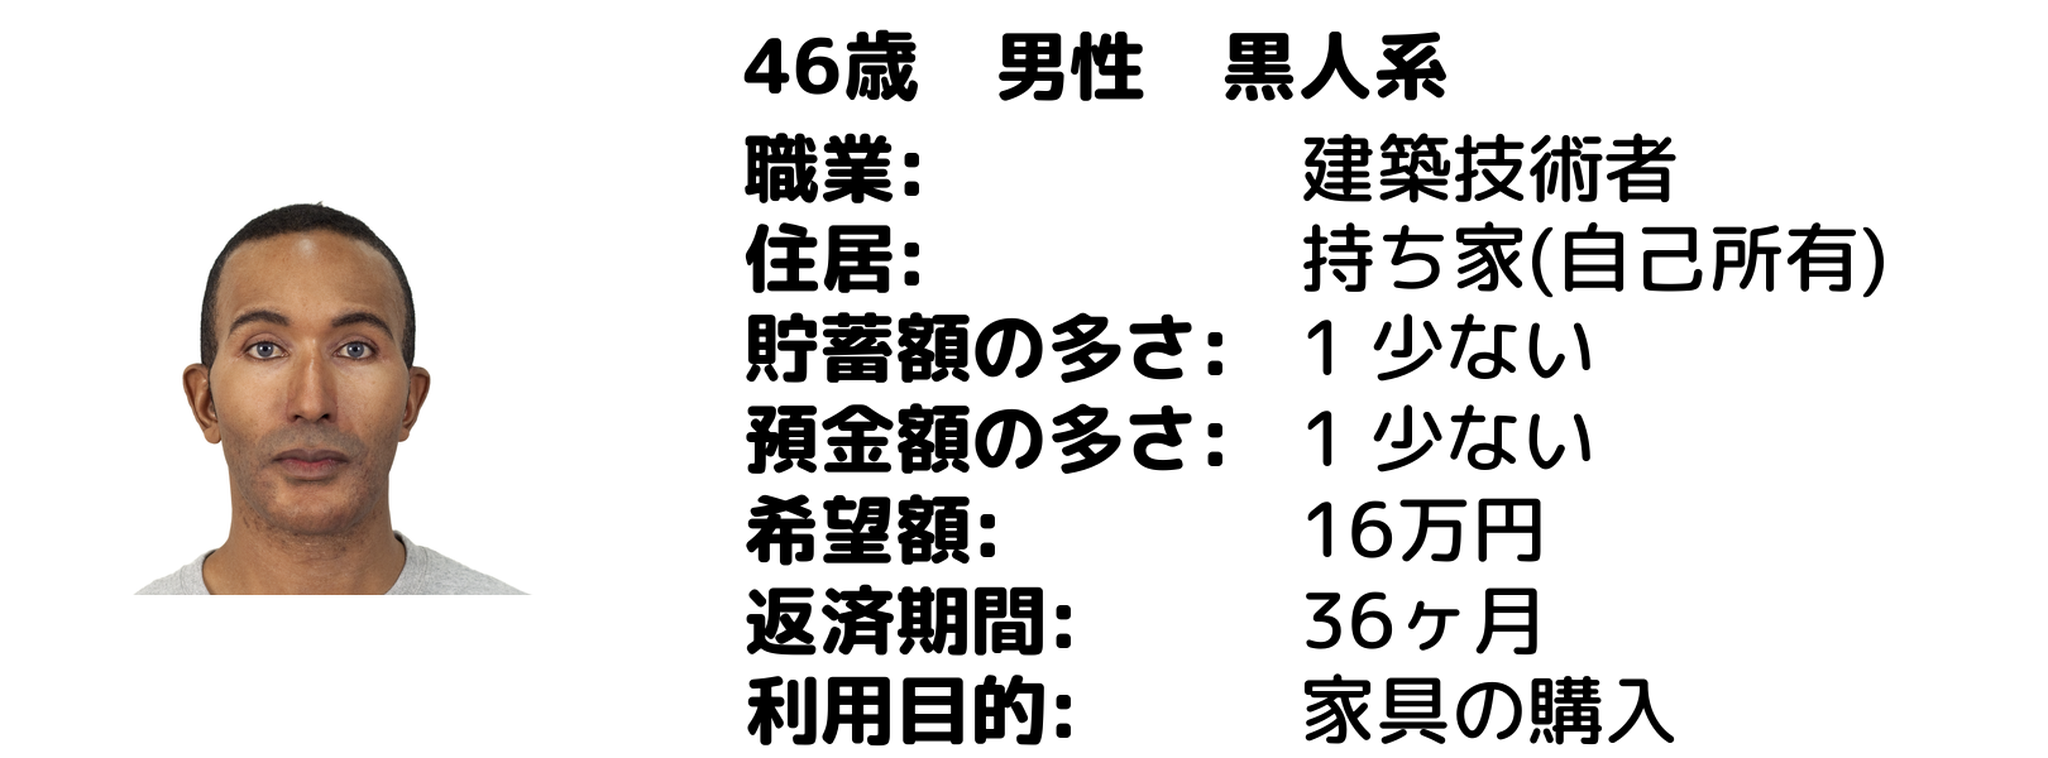 46歳　男性　黒人系
職業: 建築技術者
住居: 持ち家(自己所有)
貯蓄額の多さ: 1 少ない
預金額の多さ: 1 少ない
希望額: 16万円
返済期間: 36ヶ月
利用目的: 家具の購入